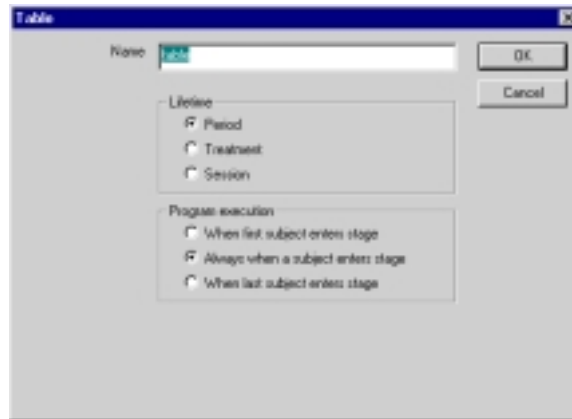 Table
Name
table
OK
Cancel
Lifetime
Period
Treatment
Session
Program execution
When first subject enters stage
Always when a subject enters stage
When last subject enters stage